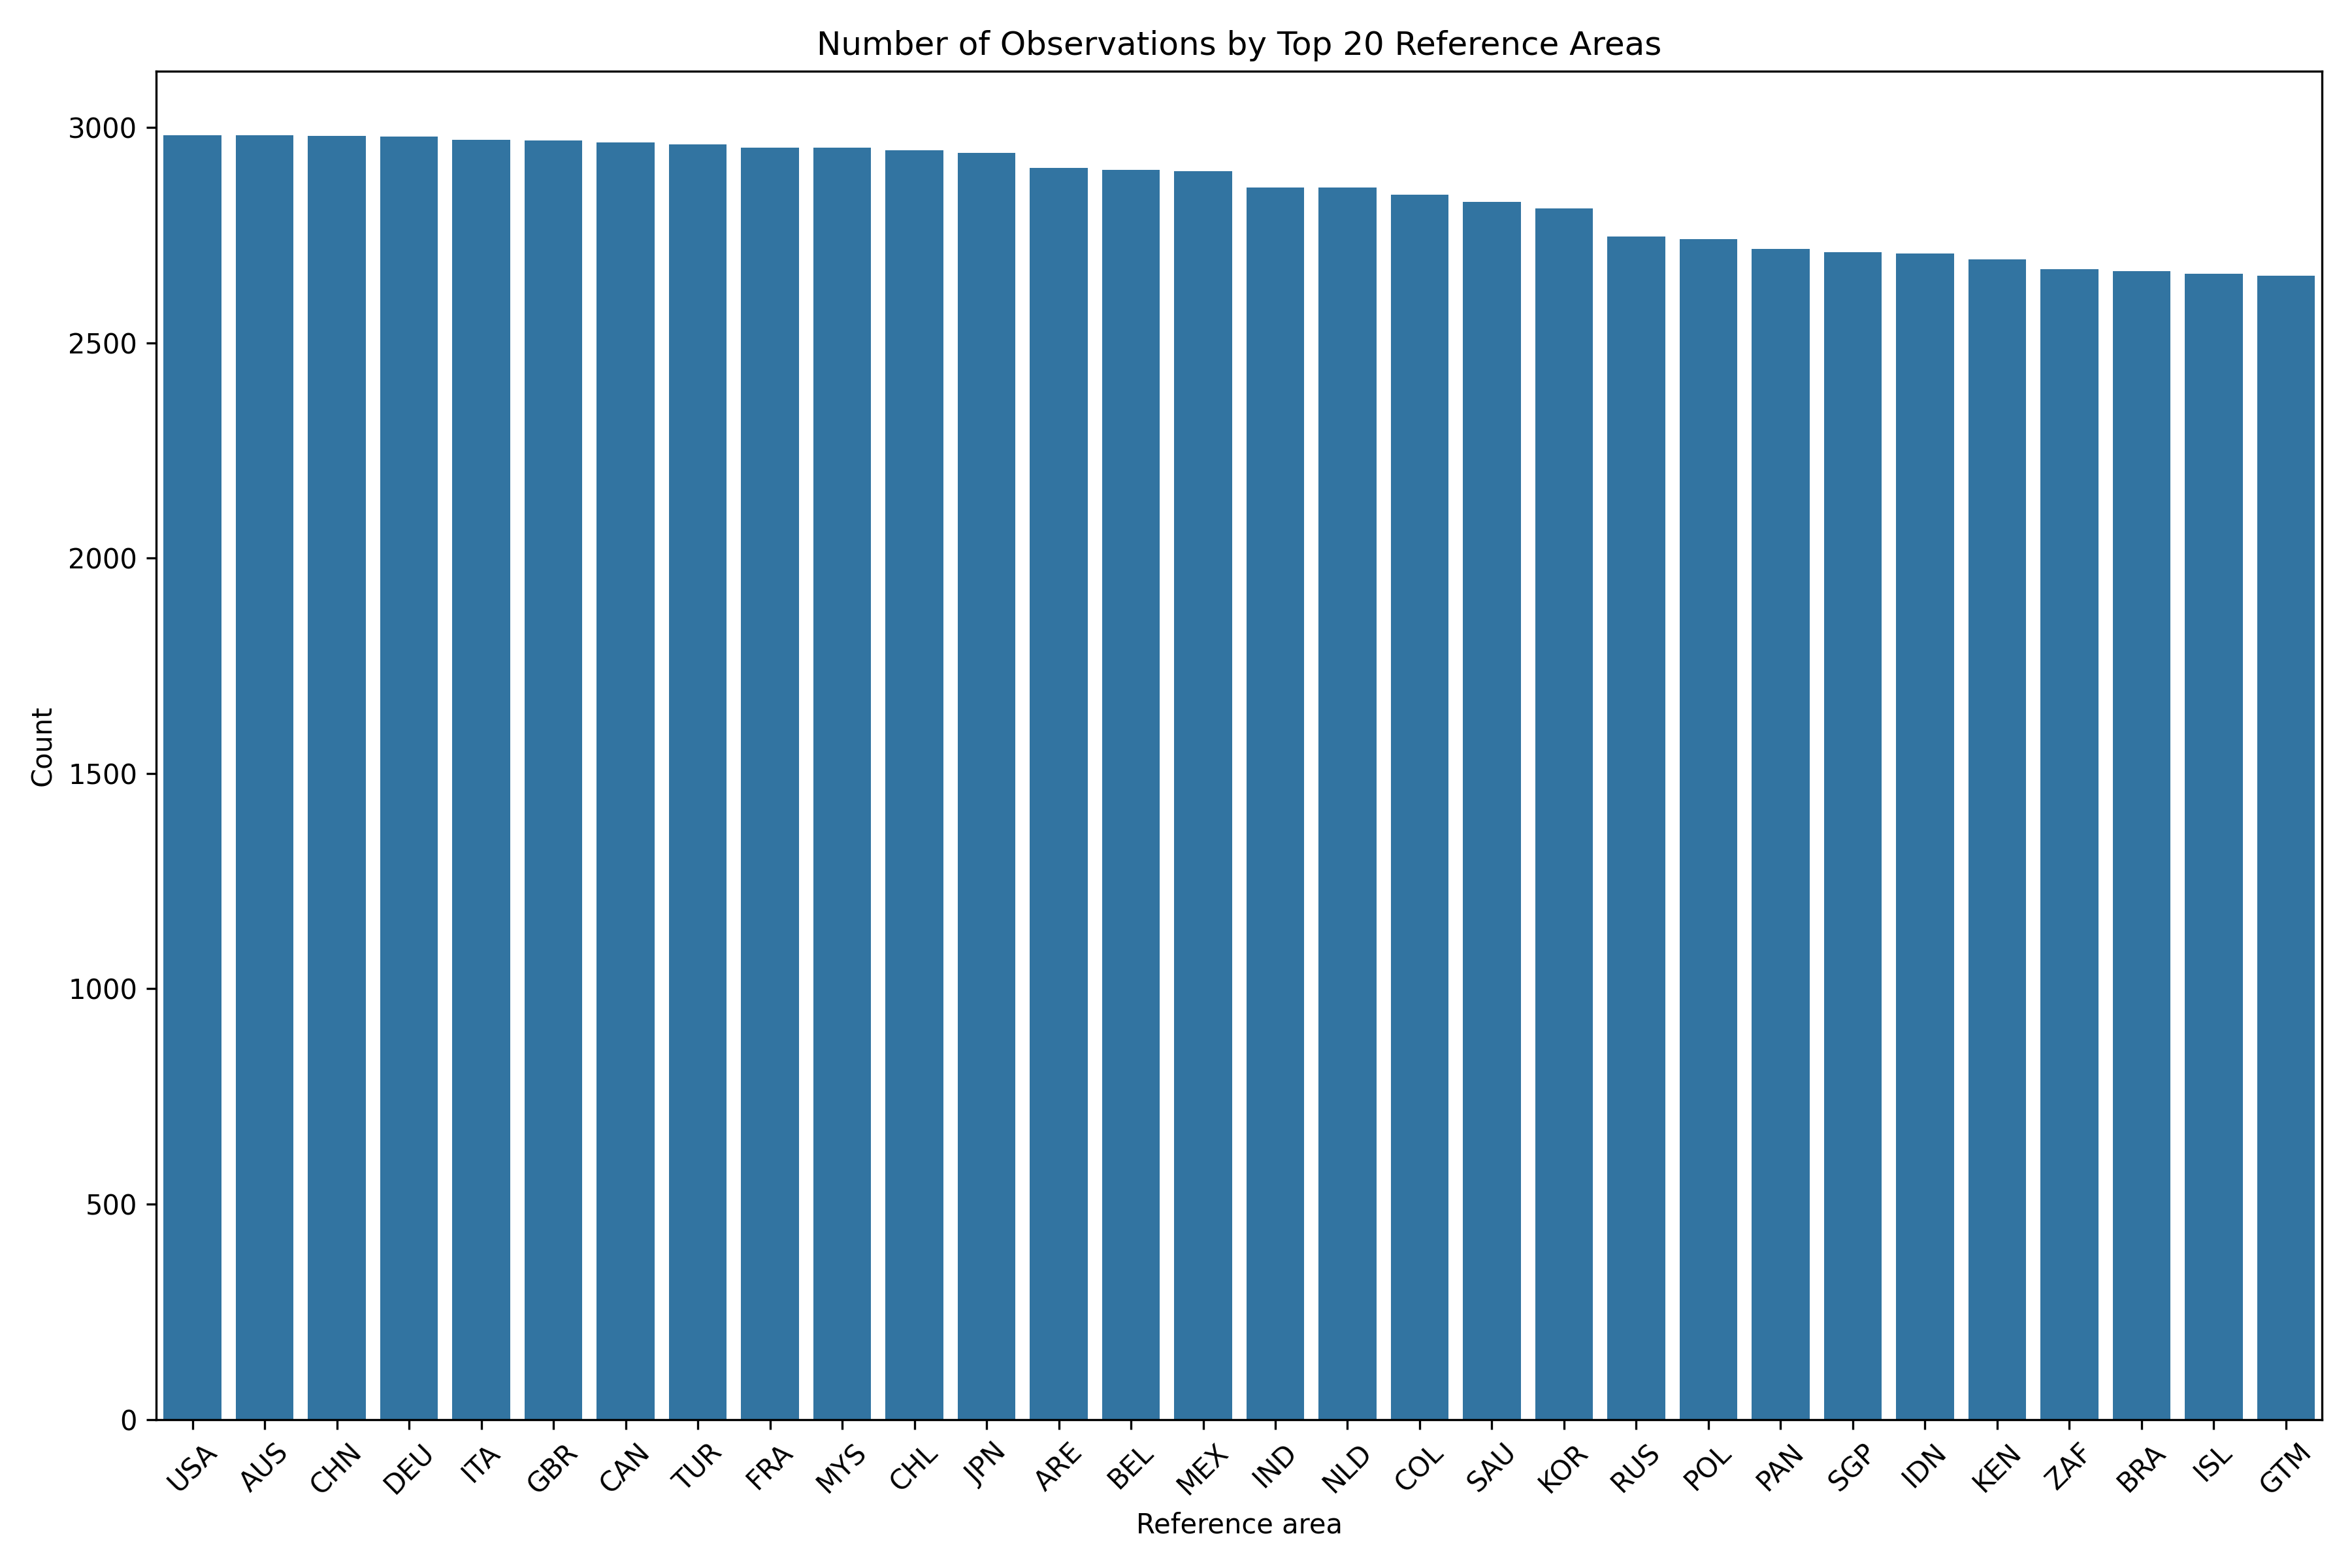 Number of Observations by Top 20 Reference Areas
3000
2500
2000
1500
1000
500
0
Count
USA AUS CHN DEU ITA GBR CAN TUR FRA MYS CHL JPN ARE BEL MEX IND NLD COL SAU KOR RUS POL PAN SGP IDN KEN ZAF BRA ISL GTM
Reference area